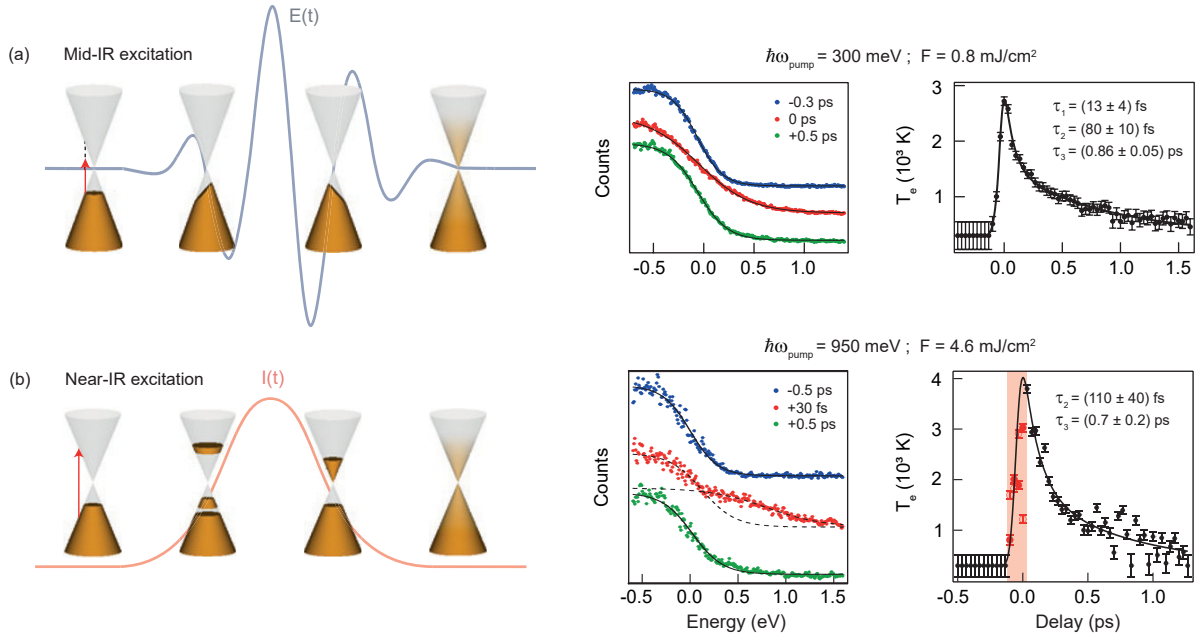 (a) Mid-IR excitation
E(t)
ℏω_pump = 300 meV ; F = 0.8 mJ/cm²
Counts
-0.3 ps
0 ps
+0.5 ps
-0.5 0.0 0.5 1.0
T_e (10³ K)
3
2
1
τ₁ = (13 ± 4) fs
τ₂ = (80 ± 10) fs
τ₃ = (0.86 ± 0.05) ps
0.0 0.5 1.0 1.5
(b) Near-IR excitation
I(t)
ℏω_pump = 950 meV ; F = 4.6 mJ/cm²
Counts
-0.5 ps
+30 fs
+0.5 ps
-0.5 0.0 0.5 1.0 1.5
Energy (eV)
T_e (10³ K)
4
3
2
1
τ₂ = (110 ± 40) fs
τ₃ = (0.7 ± 0.2) ps
-0.5 0.0 0.5 1.0
Delay (ps)